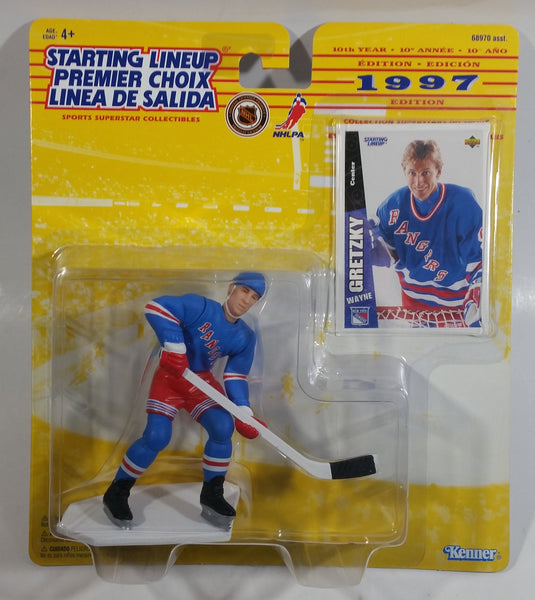 AGE:
EDAD: 4+
68970 asst.
STARTING LINEUP®
PREMIER CHOIX
LINEA DE SALIDA
SPORTS SUPERSTAR COLLECTIBLES
NHLPA
10th YEAR • 10e ANNÉE • 10° AÑO
ÉDITION • EDICIÓN
1997
EDITION
STARTING LINEUP
Center
WAYNE GRETZKY
RANGERS
RANGERS
CUIDADO
Kenner®